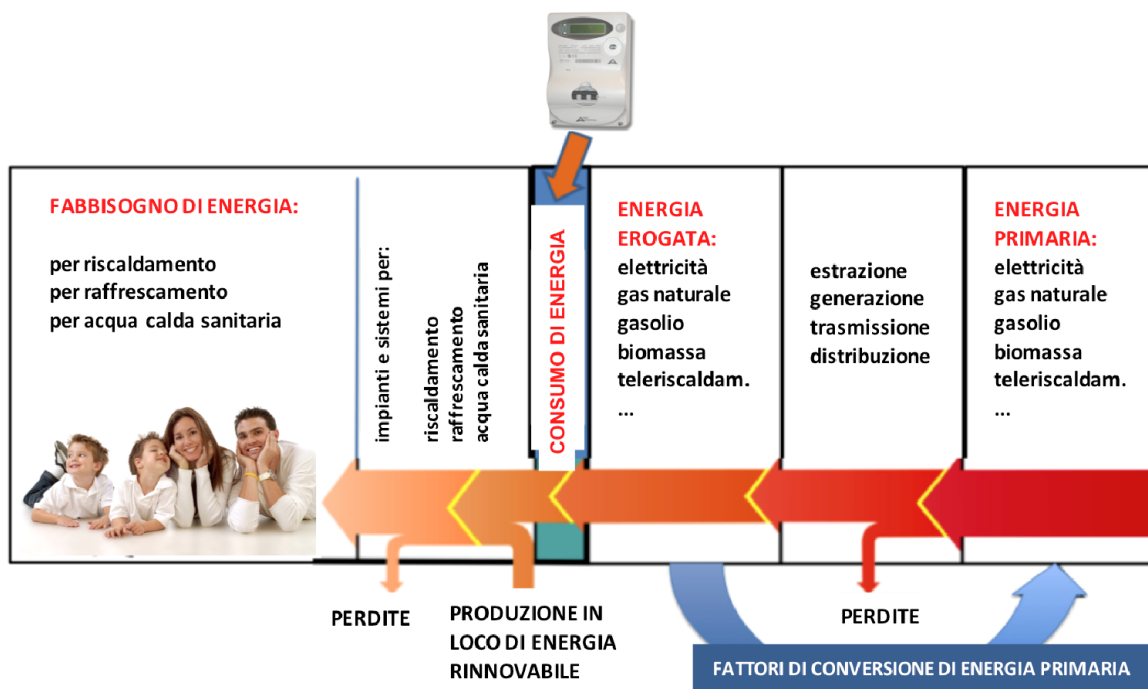 FABBISOGNO DI ENERGIA:
per riscaldamento
per raffrescamento
per acqua calda sanitaria
impianti e sistemi per:
riscaldamento
raffrescamento
acqua calda sanitaria
CONSUMO DI ENERGIA
ENERGIA
EROGATA:
elettricità
gas naturale
gasolio
biomassa
teleriscaldam.
...
estrazione
generazione
trasmissione
distribuzione
ENERGIA
PRIMARIA:
elettricità
gas naturale
gasolio
biomassa
teleriscaldam.
...
PERDITE
PRODUZIONE IN
LOCO DI ENERGIA
RINNOVABILE
PERDITE
FATTORI DI CONVERSIONE DI ENERGIA PRIMARIA